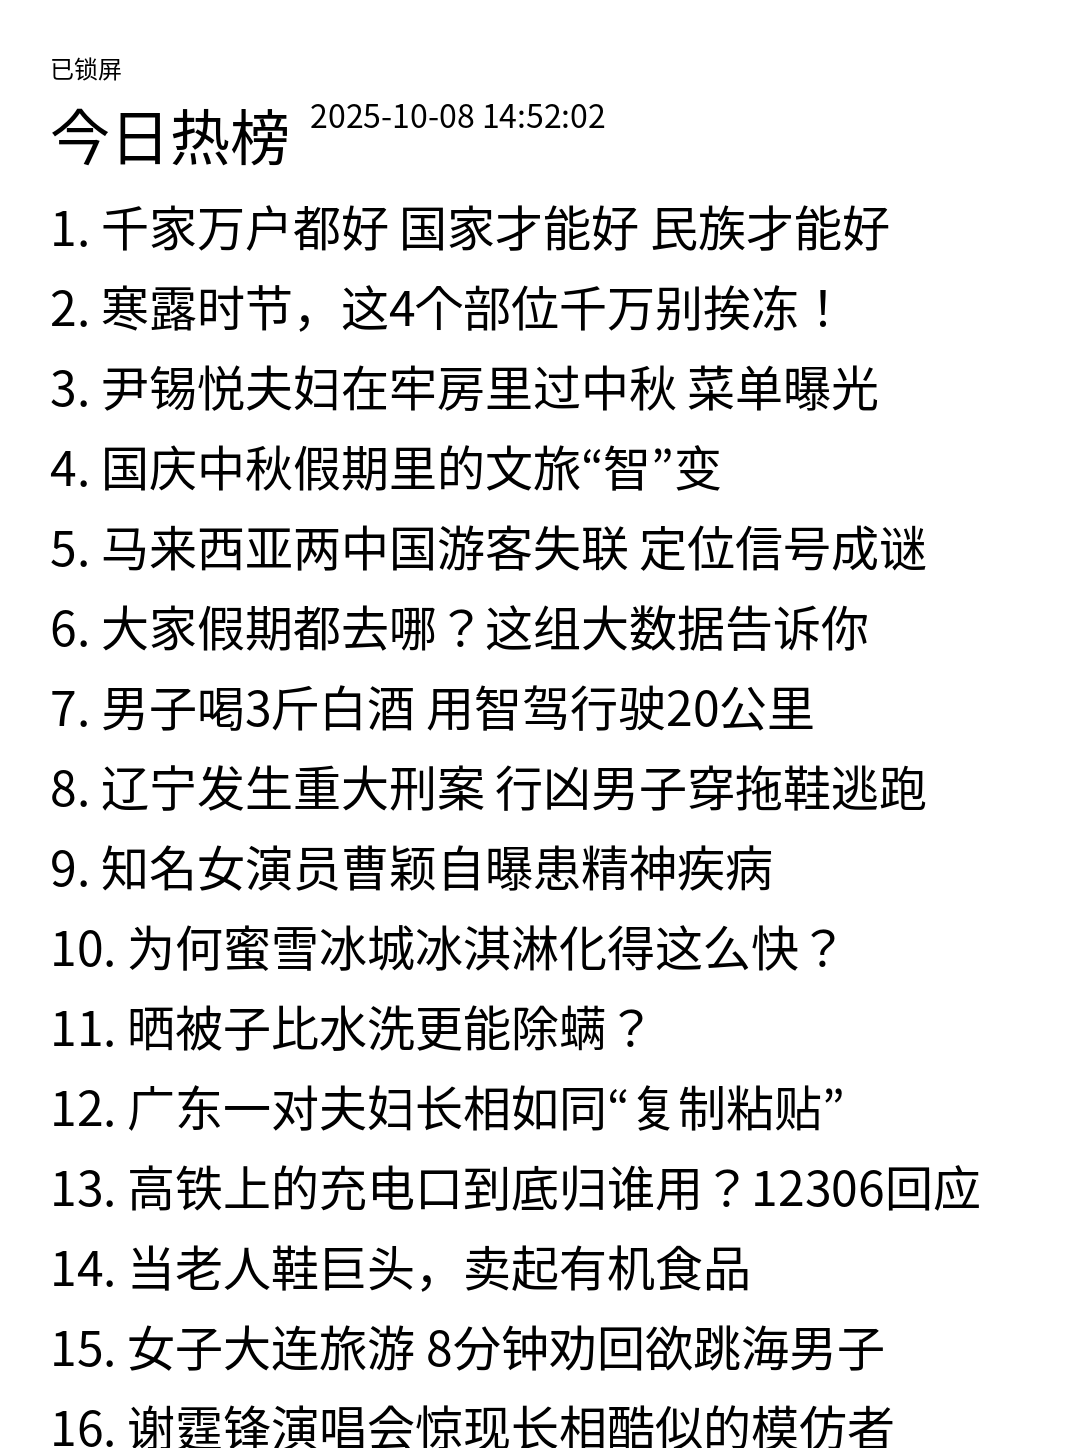 已锁屏
今日热榜 2025-10-08 14:52:02
1. 千家万户都好 国家才能好 民族才能好
2. 寒露时节，这4个部位千万别挨冻！
3. 尹锡悦夫妇在牢房里过中秋 菜单曝光
4. 国庆中秋假期里的文旅“智”变
5. 马来西亚两中国游客失联 定位信号成谜
6. 大家假期都去哪？这组大数据告诉你
7. 男子喝3斤白酒 用智驾行驶20公里
8. 辽宁发生重大刑案 行凶男子穿拖鞋逃跑
9. 知名女演员曹颖自曝患精神疾病
10. 为何蜜雪冰城冰淇淋化得这么快？
11. 晒被子比水洗更能除螨？
12. 广东一对夫妇长相如同“复制粘贴”
13. 高铁上的充电口到底归谁用？12306回应
14. 当老人鞋巨头，卖起有机食品
15. 女子大连旅游 8分钟劝回欲跳海男子
16. 谢霆锋演唱会惊现长相酷似的模仿者